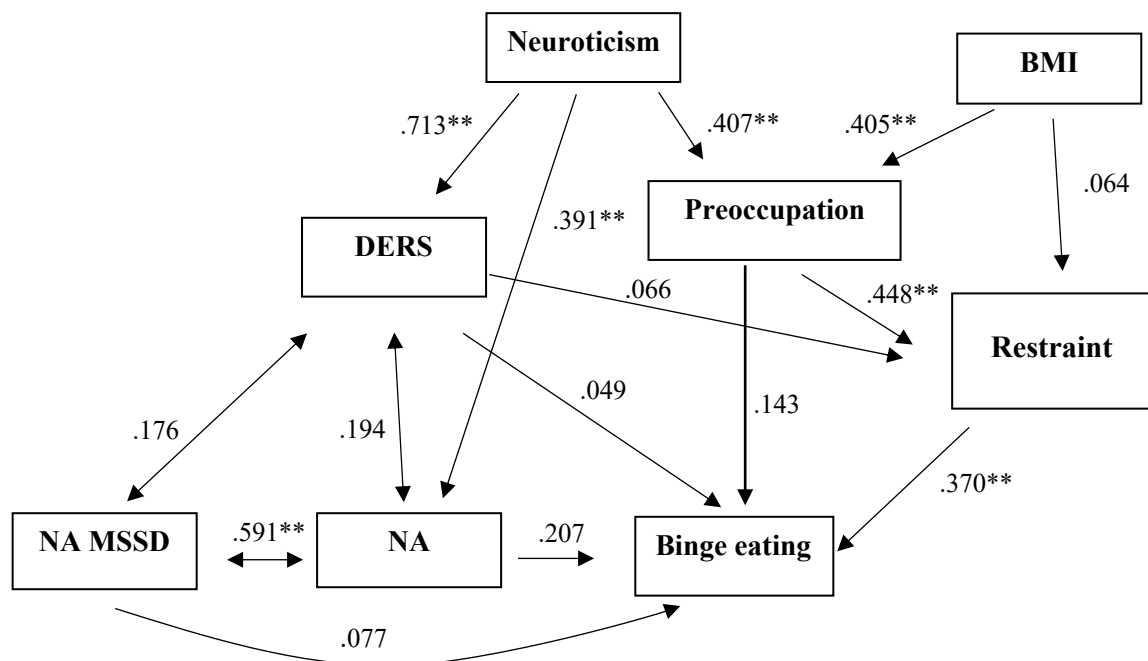 Neuroticism
BMI
.713**
.407**
.405**
.064
Preoccupation
DERS
.391**
.066
.448**
Restraint
.049
.143
.176
.194
.370**
NA MSSD
.591**
NA
.207
Binge eating
.077